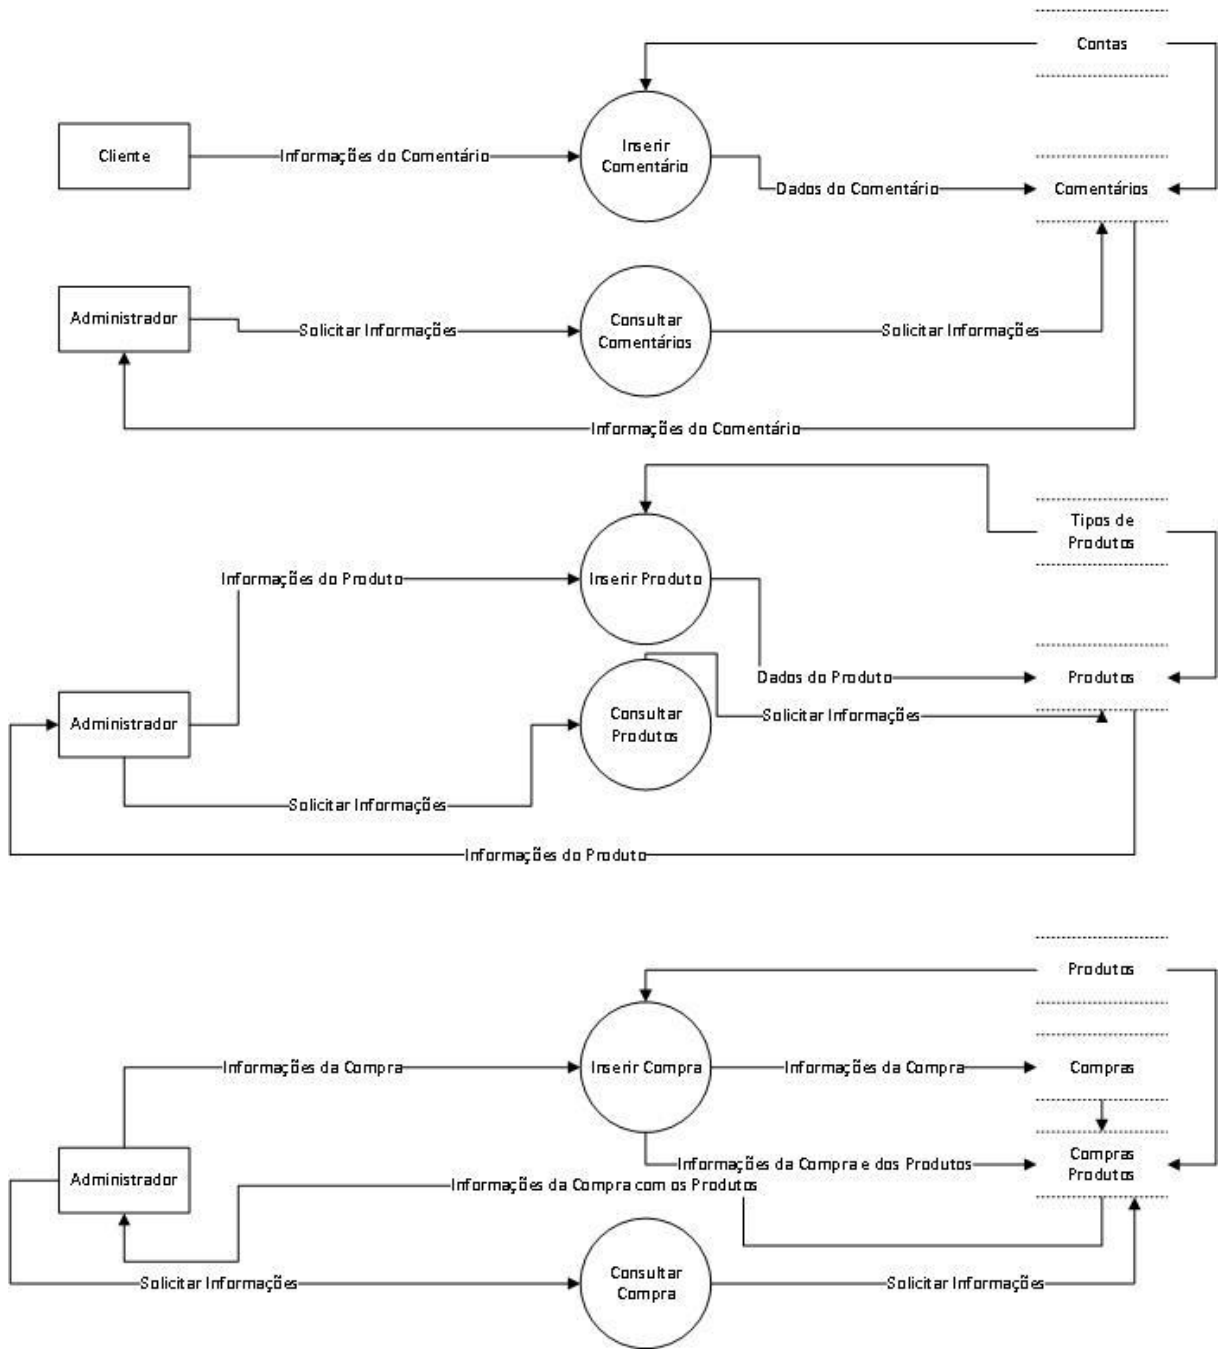 Contas
Cliente
Informações do Comentário
Inserir
Comentário
Dados do Comentário
Comentários
Administrador
Solicitar Informações
Consultar
Comentários
Solicitar Informações
Informações do Comentário
Tipos de
Produtos
Informações do Produto
Inserir Produto
Dados do Produto
Produtos
Administrador
Consultar
Produtos
Solicitar Informações
Solicitar Informações
Informações do Produto
Produtos
Informações da Compra
Inserir Compra
Informações da Compra
Compras
Administrador
Informações da Compra e dos Produtos
Compras
Produtos
Informações da Compra com os Produtos
Solicitar Informações
Consultar
Compra
Solicitar Informações